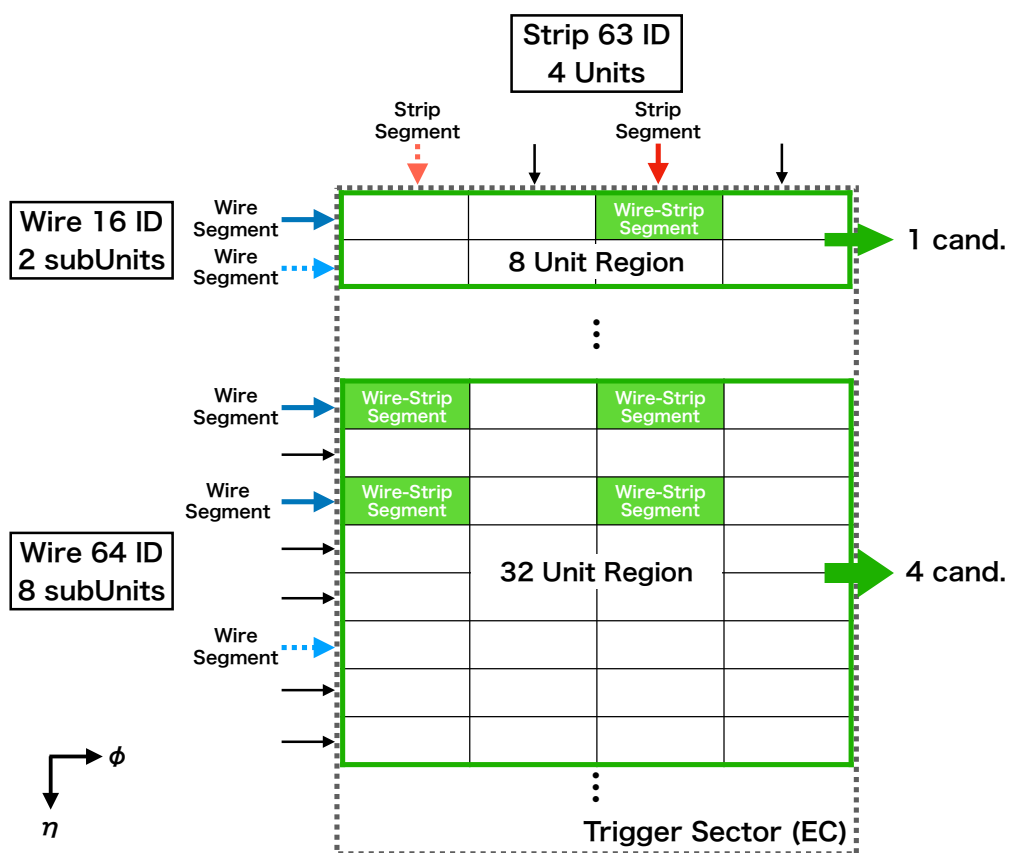 Strip 63 ID
4 Units
Strip
Segment
Strip
Segment
Wire 16 ID
2 subUnits
Wire
Segment
Wire
Segment
Wire-Strip
Segment
8 Unit Region
1 cand.
Wire
Segment
Wire-Strip
Segment
Wire-Strip
Segment
Wire
Segment
Wire-Strip
Segment
Wire-Strip
Segment
Wire 64 ID
8 subUnits
32 Unit Region
4 cand.
Wire
Segment
ϕ
η
Trigger Sector (EC)